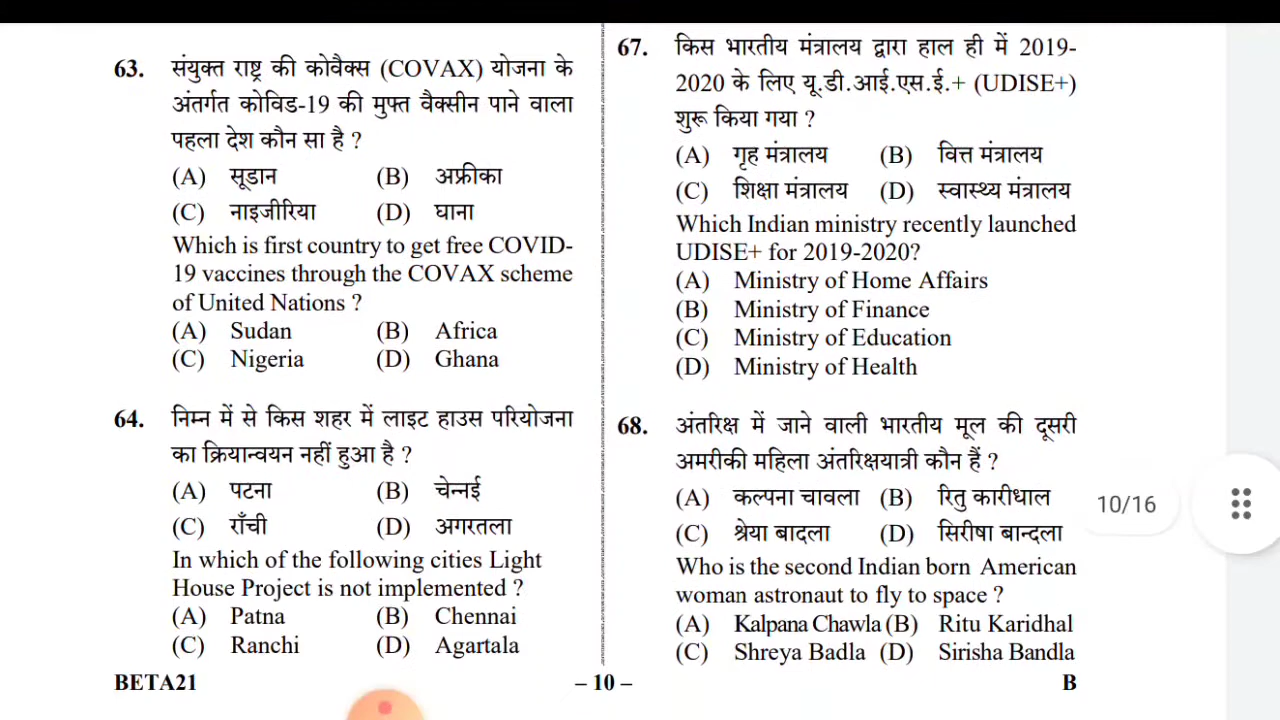 63. संयुक्त राष्ट्र की कोवैक्स (COVAX) योजना के
अंतर्गत कोविड-19 की मुफ्त वैक्सीन पाने वाला
पहला देश कौन सा है ?
(A) सूडान (B) अफ्रीका
(C) नाइजीरिया (D) घाना
Which is first country to get free COVID-
19 vaccines through the COVAX scheme
of United Nations ?
(A) Sudan (B) Africa
(C) Nigeria (D) Ghana
64. निम्न में से किस शहर में लाइट हाउस परियोजना
का क्रियान्वयन नहीं हुआ है ?
(A) पटना (B) चेन्नई
(C) राँची (D) अगरतला
In which of the following cities Light
House Project is not implemented ?
(A) Patna (B) Chennai
(C) Ranchi (D) Agartala
67. किस भारतीय मंत्रालय द्वारा हाल ही में 2019-
2020 के लिए यू.डी.आई.एस.ई.+ (UDISE+)
शुरू किया गया ?
(A) गृह मंत्रालय (B) वित्त मंत्रालय
(C) शिक्षा मंत्रालय (D) स्वास्थ्य मंत्रालय
Which Indian ministry recently launched
UDISE+ for 2019-2020?
(A) Ministry of Home Affairs
(B) Ministry of Finance
(C) Ministry of Education
(D) Ministry of Health
68. अंतरिक्ष में जाने वाली भारतीय मूल की दूसरी
अमरीकी महिला अंतरिक्षयात्री कौन हैं ?
(A) कल्पना चावला (B) रितु कारीधाल
(C) श्रेया बादला (D) सिरीषा बान्दला
Who is the second Indian born American
woman astronaut to fly to space ?
(A) Kalpana Chawla (B) Ritu Karidhal
(C) Shreya Badla (D) Sirisha Bandla
10/16
BETA21 – 10 – B